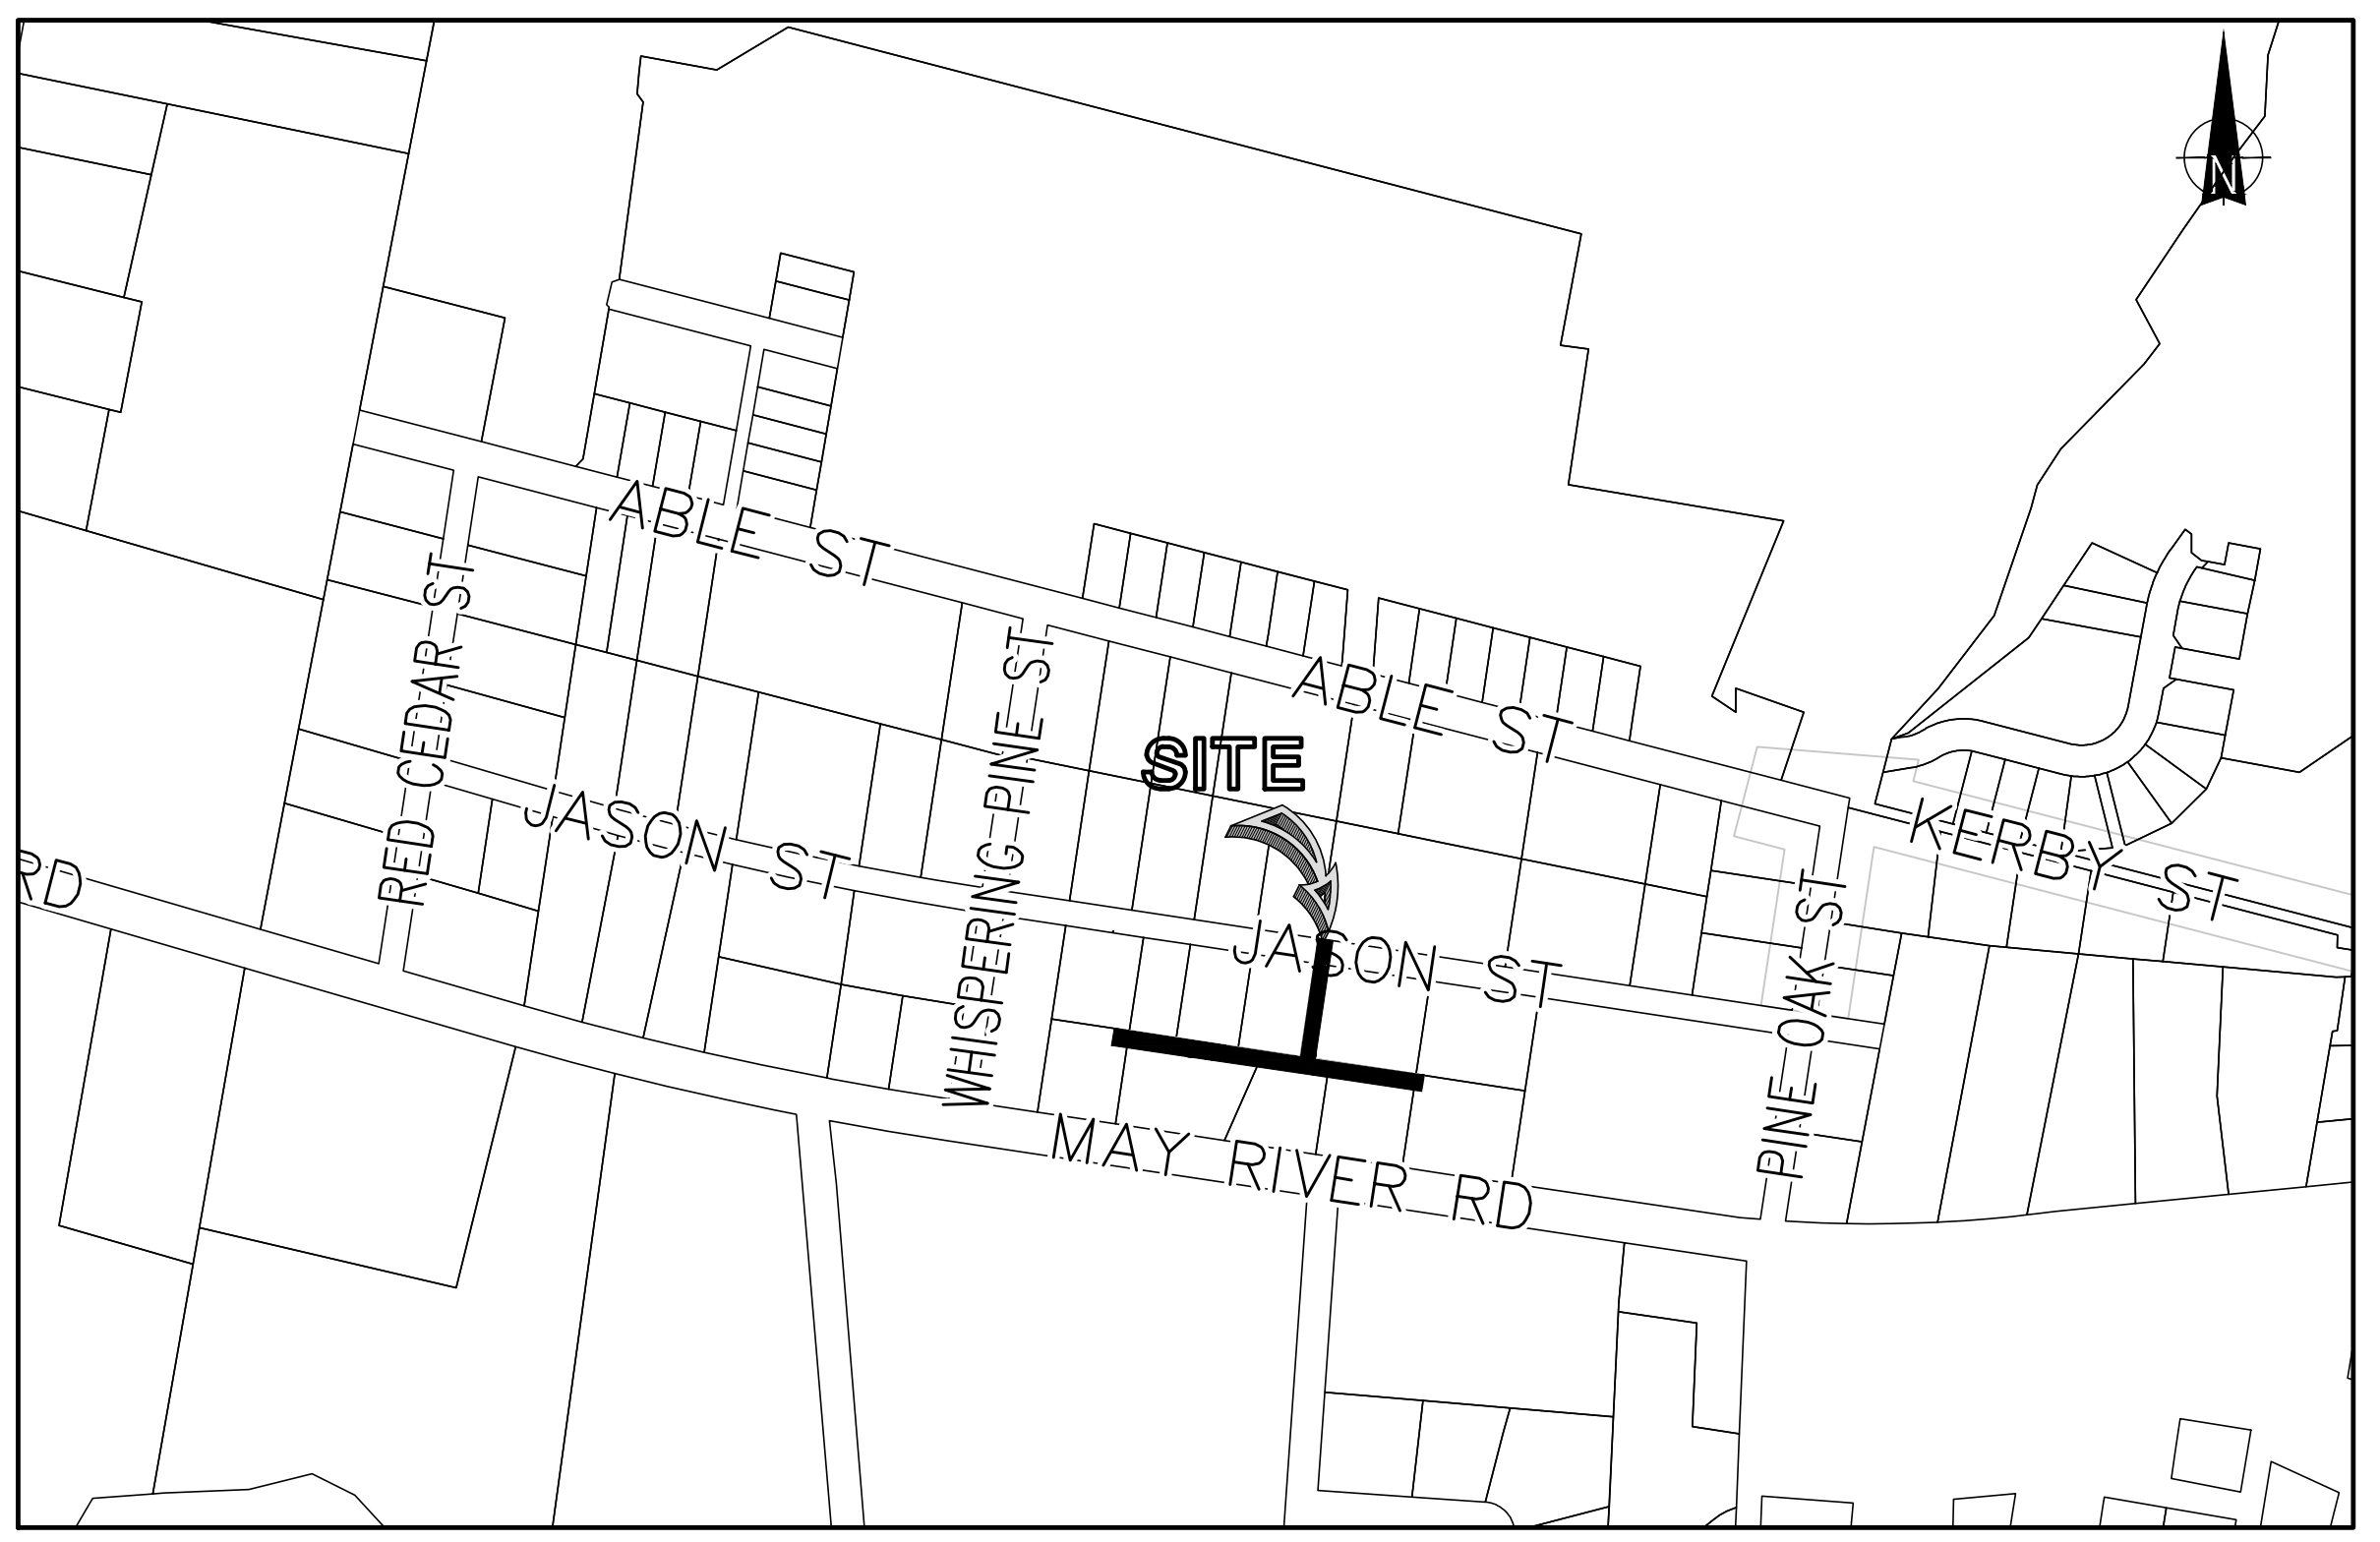 N
ABLE ST
RED CEDAR ST
WHISPERING PINE ST
ABLE ST
SITE
JASON ST
KERBY ST
RD
JASON ST
PINE OAK ST
MAY RIVER RD